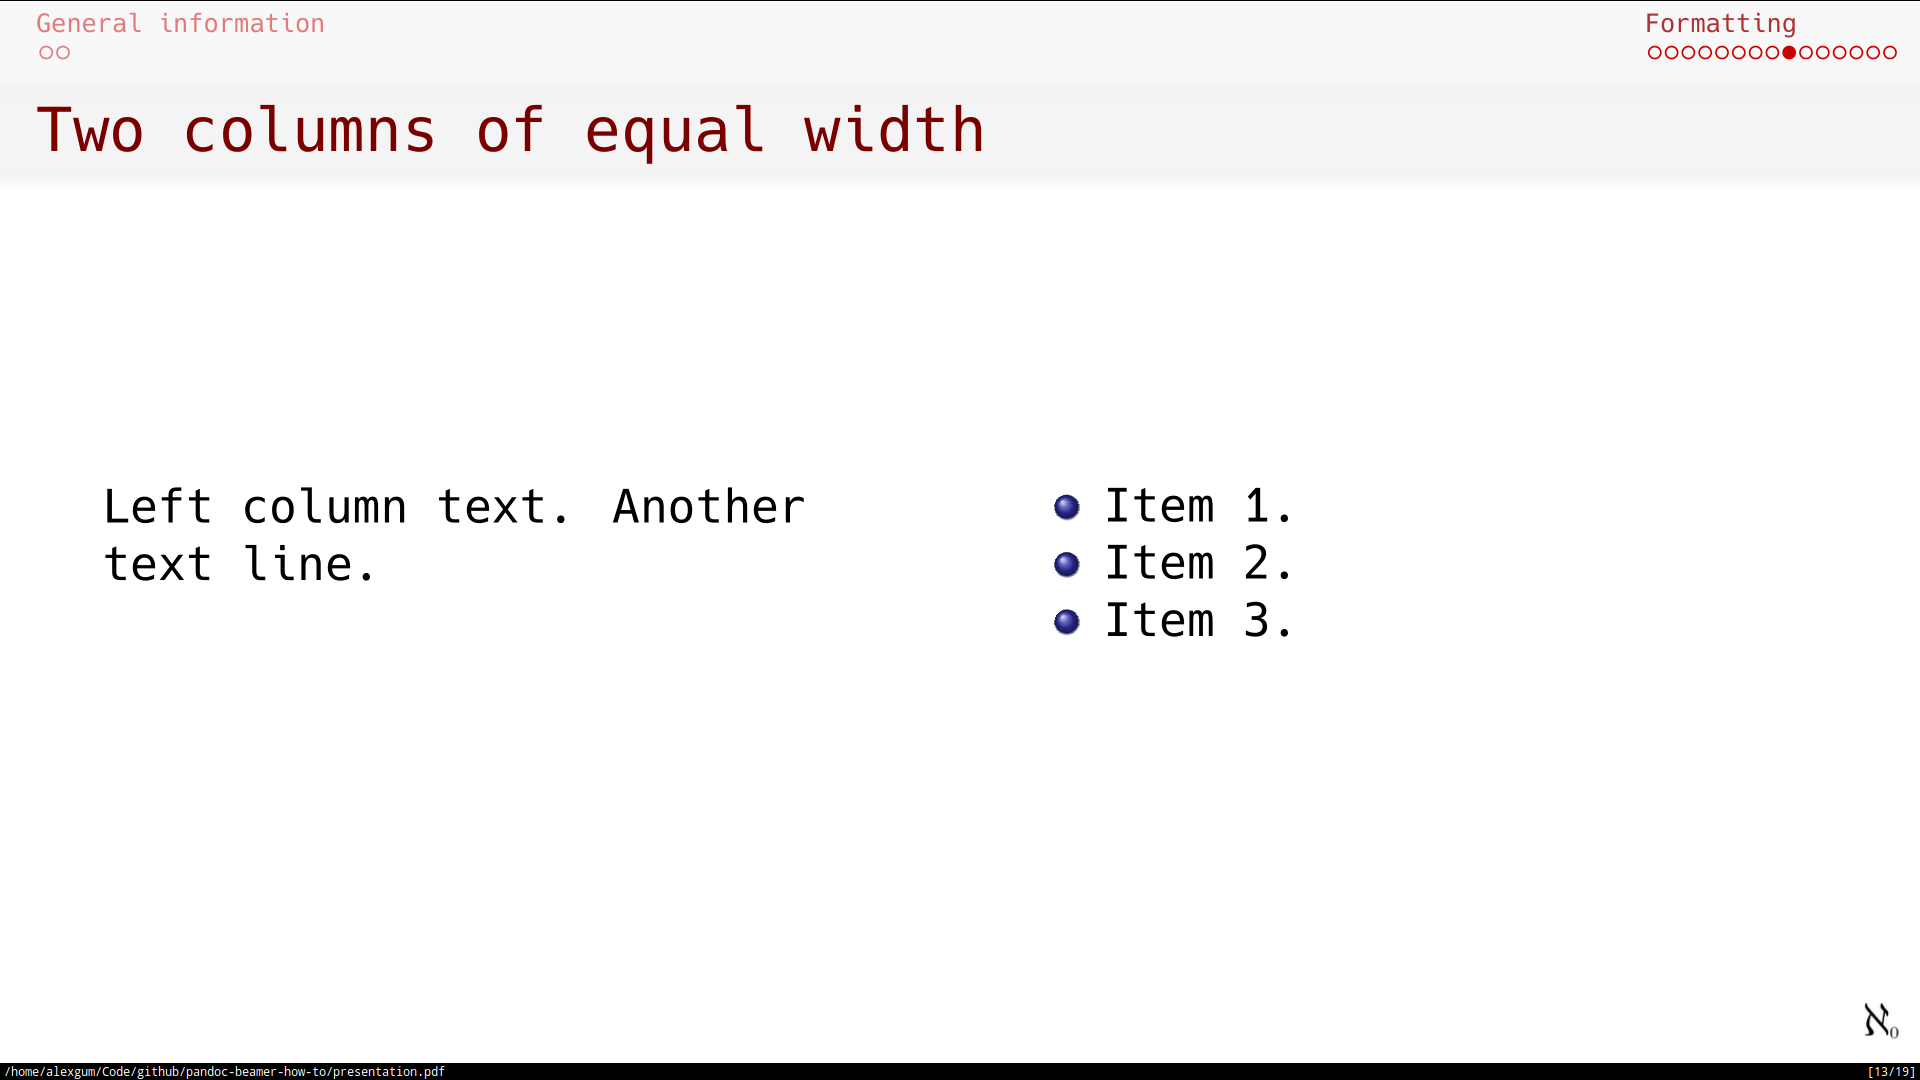 General information
Formatting
Two columns of equal width
Left column text. Another
text line.
Item 1.
Item 2.
Item 3.
ℵ₀
/home/alexgum/Code/github/pandoc-beamer-how-to/presentation.pdf
[13/19]